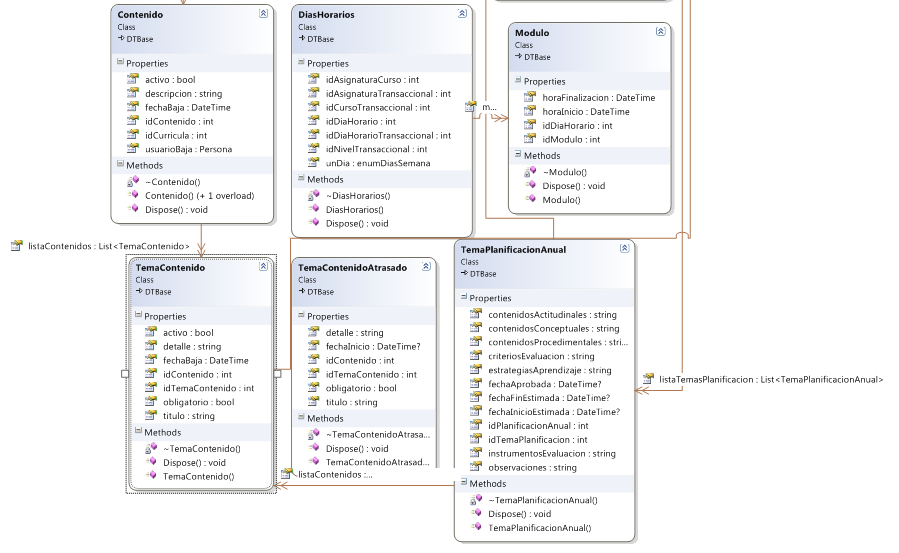 Contenido
Class
DTBase
Properties
activo : bool
descripcion : string
fechaBaja : DateTime
idContenido : int
idCurricula : int
usuarioBaja : Persona
Methods
~Contenido()
Contenido() (+ 1 overload)
Dispose() : void
DiasHorarios
Class
DTBase
Properties
idAsignaturaCurso : int
idAsignaturaTransaccional : int
idCursoTransaccional : int
idDiaHorario : int
idDiaHorarioTransaccional : int
idNivelTransaccional : int
unDia : enumDiasSemana
Methods
~DiasHorarios()
DiasHorarios()
Dispose() : void
m...
Modulo
Class
DTBase
Properties
horaFinalizacion : DateTime
horaInicio : DateTime
idDiaHorario : int
idModulo : int
Methods
~Modulo()
Dispose() : void
Modulo()
listaContenidos : List<TemaContenido>
TemaContenido
Class
DTBase
Properties
activo : bool
detalle : string
fechaBaja : DateTime
idContenido : int
idTemaContenido : int
obligatorio : bool
titulo : string
Methods
~TemaContenido()
Dispose() : void
TemaContenido()
TemaContenidoAtrasado
Class
DTBase
Properties
detalle : string
fechaInicio : DateTime?
idContenido : int
idTemaContenido : int
obligatorio : bool
titulo : string
Methods
~TemaContenidoAtrasa...
Dispose() : void
TemaContenidoAtrasad...
listaContenidos :...
TemaPlanificacionAnual
Class
DTBase
Properties
contenidosActitudinales : string
contenidosConceptuales : string
contenidosProcedimentales : stri...
criteriosEvaluacion : string
estrategiasAprendizaje : string
fechaAprobada : DateTime?
fechaFinEstimada : DateTime?
fechaInicioEstimada : DateTime?
idPlanificacionAnual : int
idTemaPlanificacion : int
instrumentosEvaluacion : string
observaciones : string
Methods
~TemaPlanificacionAnual()
Dispose() : void
TemaPlanificacionAnual()
listaTemasPlanificacion : List<TemaPlanificacionAnual>